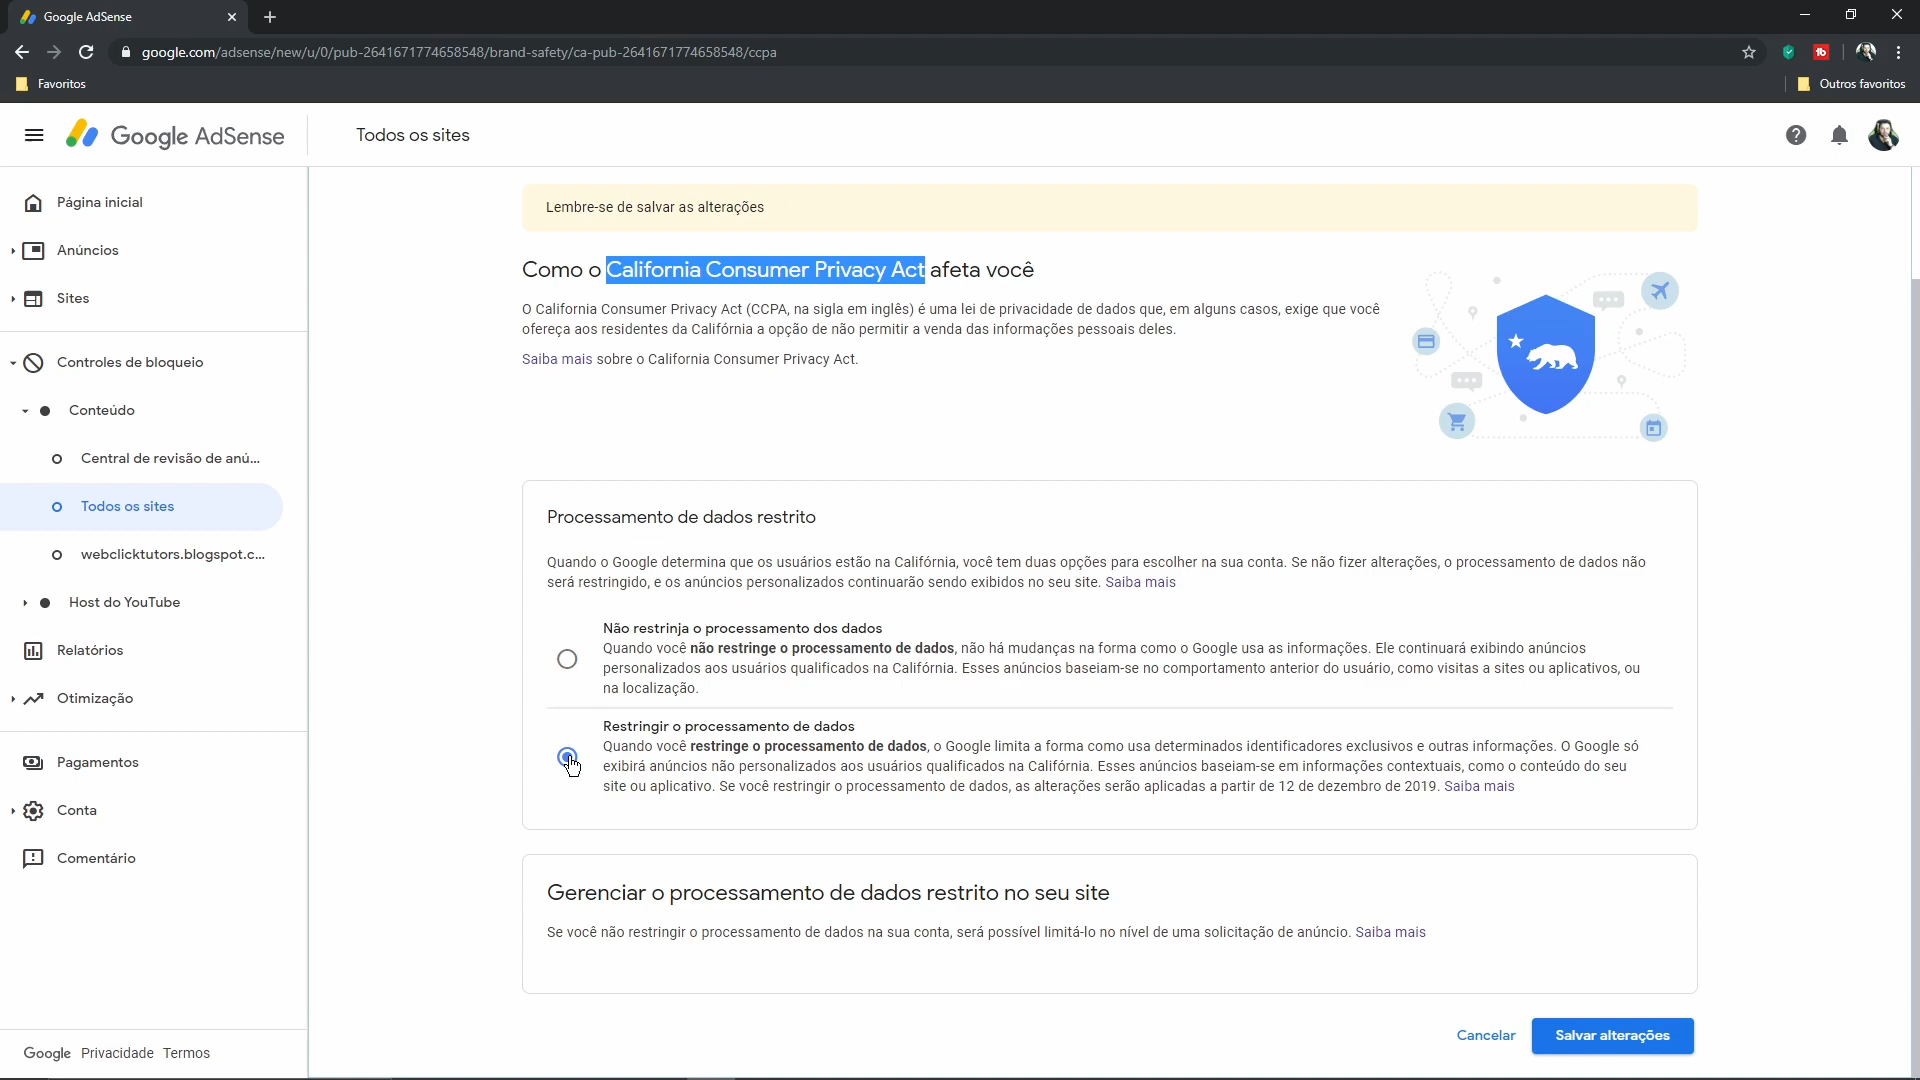 Google AdSense
google.com/adsense/new/u/0/pub-2641671774658548/brand-safety/ca-pub-2641671774658548/ccpa
Favoritos
Outros favoritos
Google AdSense
Todos os sites
Página inicial
Anúncios
Sites
Controles de bloqueio
Conteúdo
Central de revisão de anú...
Todos os sites
webclicktutors.blogspot.c...
Host do YouTube
Relatórios
Otimização
Pagamentos
Conta
Comentário
Google Privacidade Termos
Lembre-se de salvar as alterações
Como o California Consumer Privacy Act afeta você
O California Consumer Privacy Act (CCPA, na sigla em inglês) é uma lei de privacidade de dados que, em alguns casos, exige que você
ofereça aos residentes da Califórnia a opção de não permitir a venda das informações pessoais deles.
Saiba mais sobre o California Consumer Privacy Act.
Processamento de dados restrito
Quando o Google determina que os usuários estão na Califórnia, você tem duas opções para escolher na sua conta. Se não fizer alterações, o processamento de dados não
será restringido, e os anúncios personalizados continuarão sendo exibidos no seu site. Saiba mais
Não restrinja o processamento dos dados
Quando você não restringe o processamento de dados, não há mudanças na forma como o Google usa as informações. Ele continuará exibindo anúncios
personalizados aos usuários qualificados na Califórnia. Esses anúncios baseiam-se no comportamento anterior do usuário, como visitas a sites ou aplicativos, ou
na localização.
Restringir o processamento de dados
Quando você restringe o processamento de dados, o Google limita a forma como usa determinados identificadores exclusivos e outras informações. O Google só
exibirá anúncios não personalizados aos usuários qualificados na Califórnia. Esses anúncios baseiam-se em informações contextuais, como o conteúdo do seu
site ou aplicativo. Se você restringir o processamento de dados, as alterações serão aplicadas a partir de 12 de dezembro de 2019. Saiba mais
Gerenciar o processamento de dados restrito no seu site
Se você não restringir o processamento de dados na sua conta, será possível limitá-lo no nível de uma solicitação de anúncio. Saiba mais
Cancelar
Salvar alterações